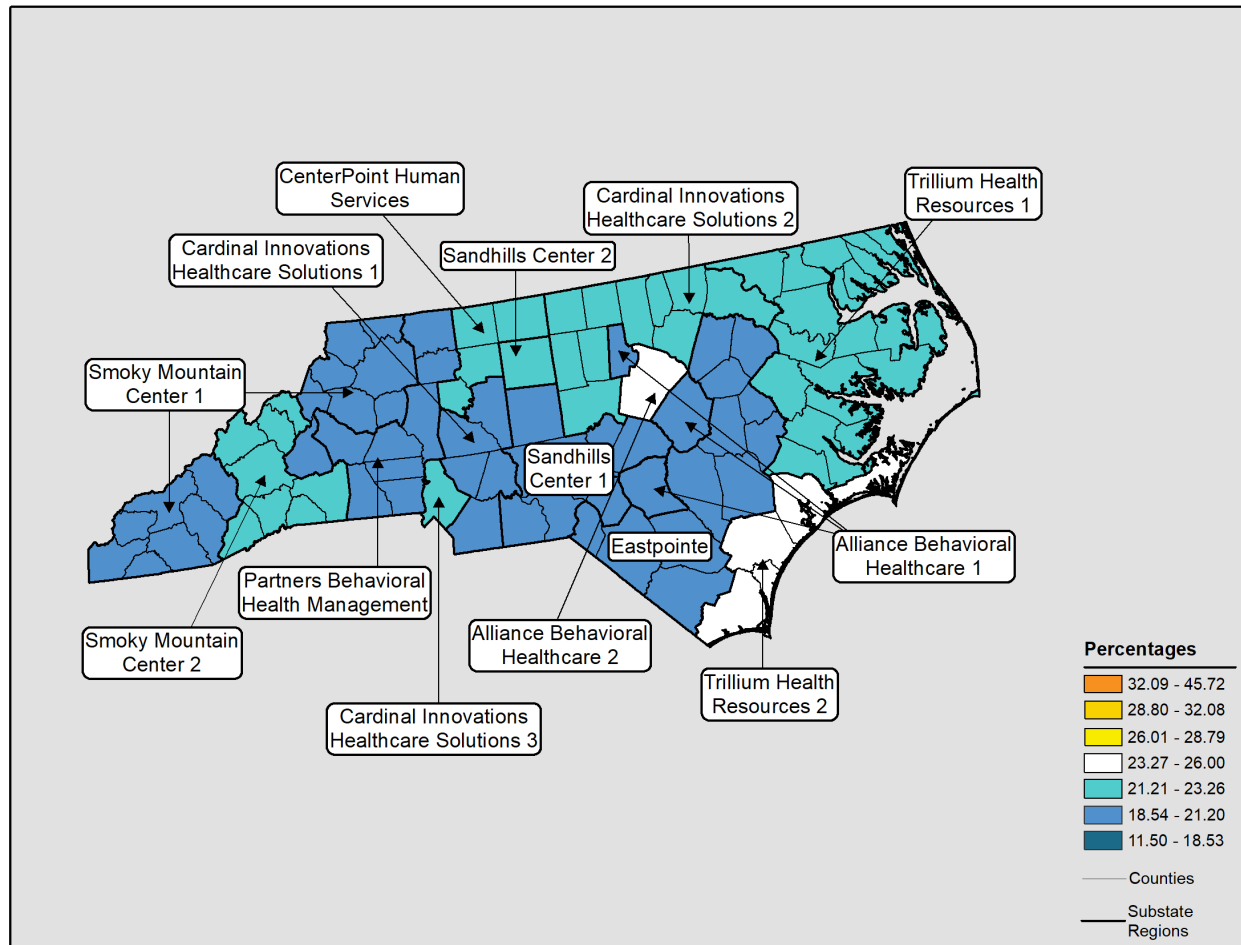 CenterPoint Human
Services
Cardinal Innovations
Healthcare Solutions 2
Trillium Health
Resources 1
Cardinal Innovations
Healthcare Solutions 1
Sandhills Center 2
Smoky Mountain
Center 1
Sandhills
Center 1
Eastpointe
Alliance Behavioral
Healthcare 1
Partners Behavioral
Health Management
Smoky Mountain
Center 2
Alliance Behavioral
Healthcare 2
Trillium Health
Resources 2
Cardinal Innovations
Healthcare Solutions 3
Percentages
32.09 - 45.72
28.80 - 32.08
26.01 - 28.79
23.27 - 26.00
21.21 - 23.26
18.54 - 21.20
11.50 - 18.53
Counties
Substate
Regions